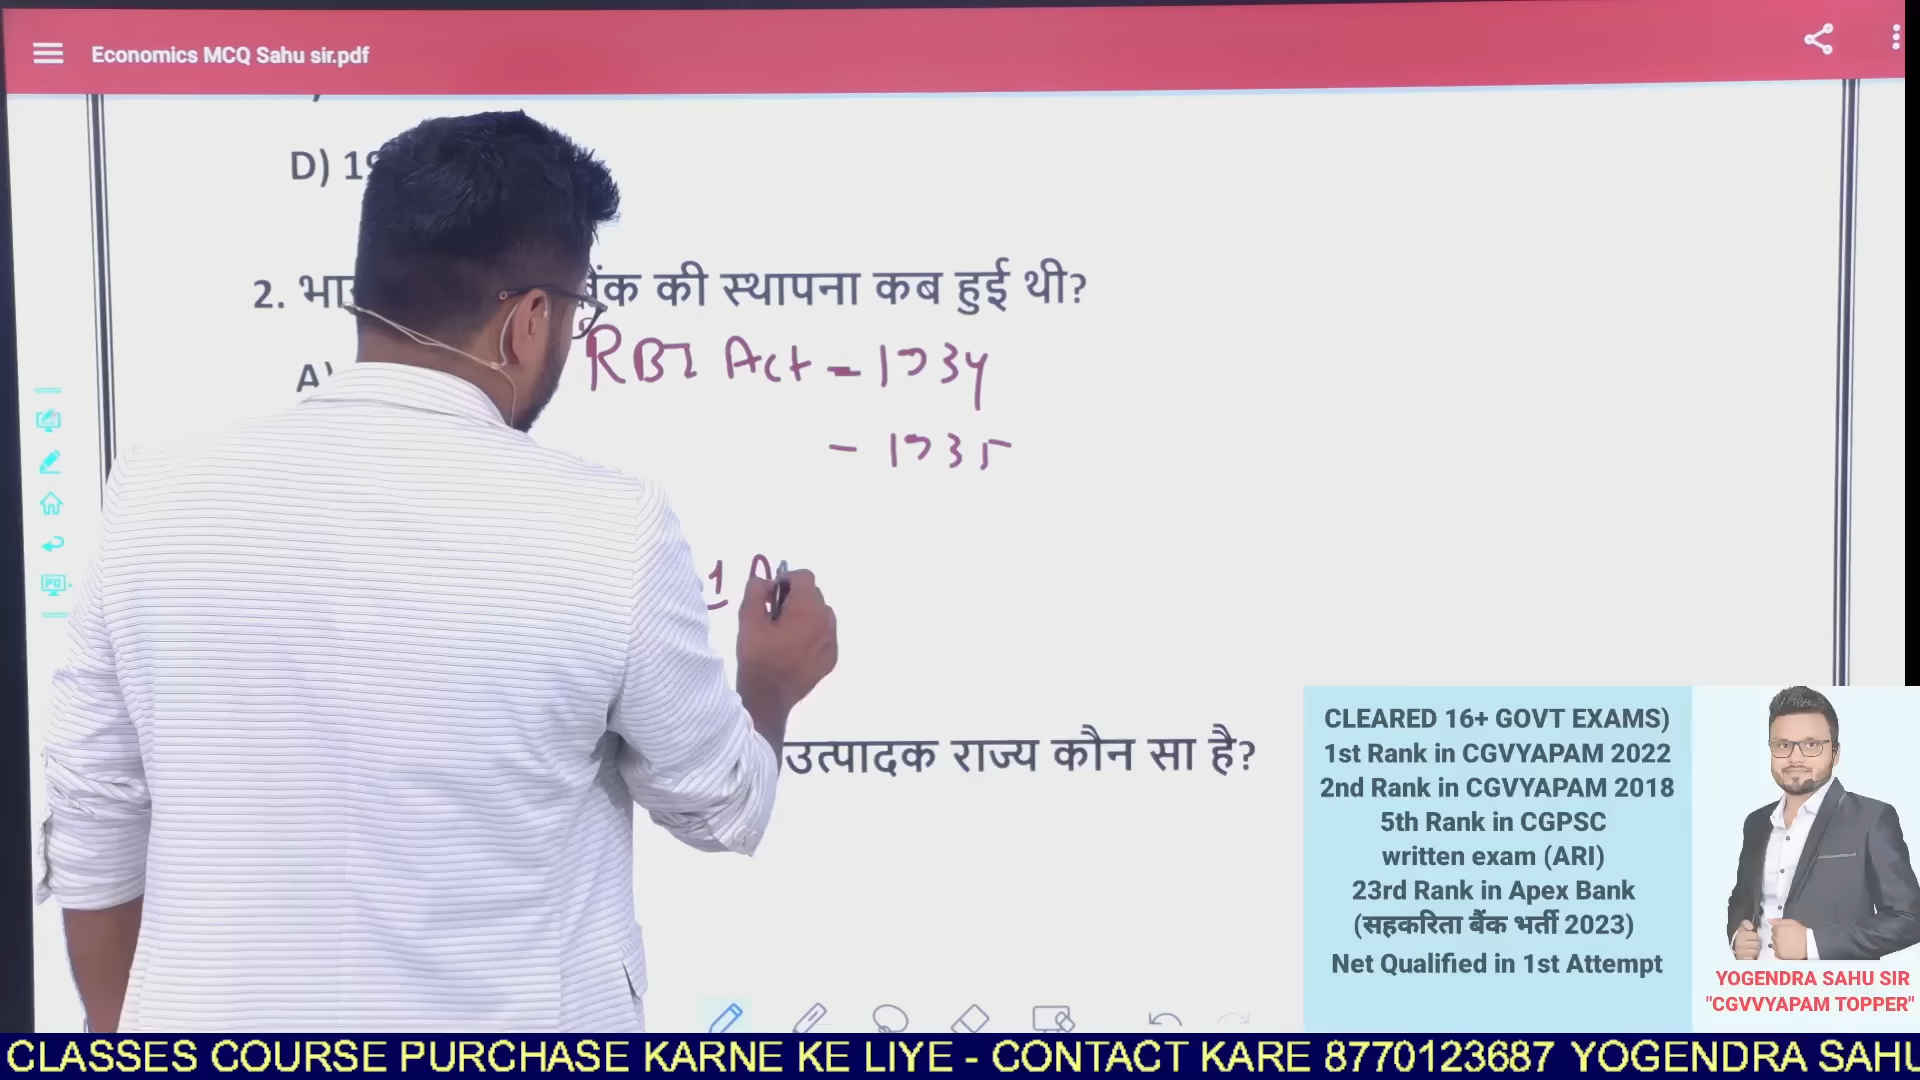 Economics MCQ Sahu sir.pdf
D) 19
2. की स्थापना कब हुई थी?
A)
RBI Act - 1934
- 1935
1
उत्पादक राज्य कौन सा है?
CLEARED 16+ GOVT EXAMS)
1st Rank in CGVYAPAM 2022
2nd Rank in CGVYAPAM 2018
5th Rank in CGPSC
written exam (ARI)
23rd Rank in Apex Bank
(सहकरिता बैंक भर्ती 2023)
Net Qualified in 1st Attempt
YOGENDRA SAHU SIR
"CGVVYAPAM TOPPER"
CLASSES COURSE PURCHASE KARNE KE LIYE - CONTACT KARE 8770123687 YOGENDRA SAHU